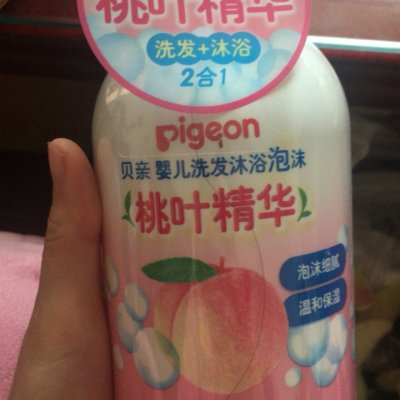 桃叶精华
洗发+沐浴
2合1
pigeon
贝亲 婴儿洗发沐浴泡沫
桃叶精华
泡沫细腻
温和保湿